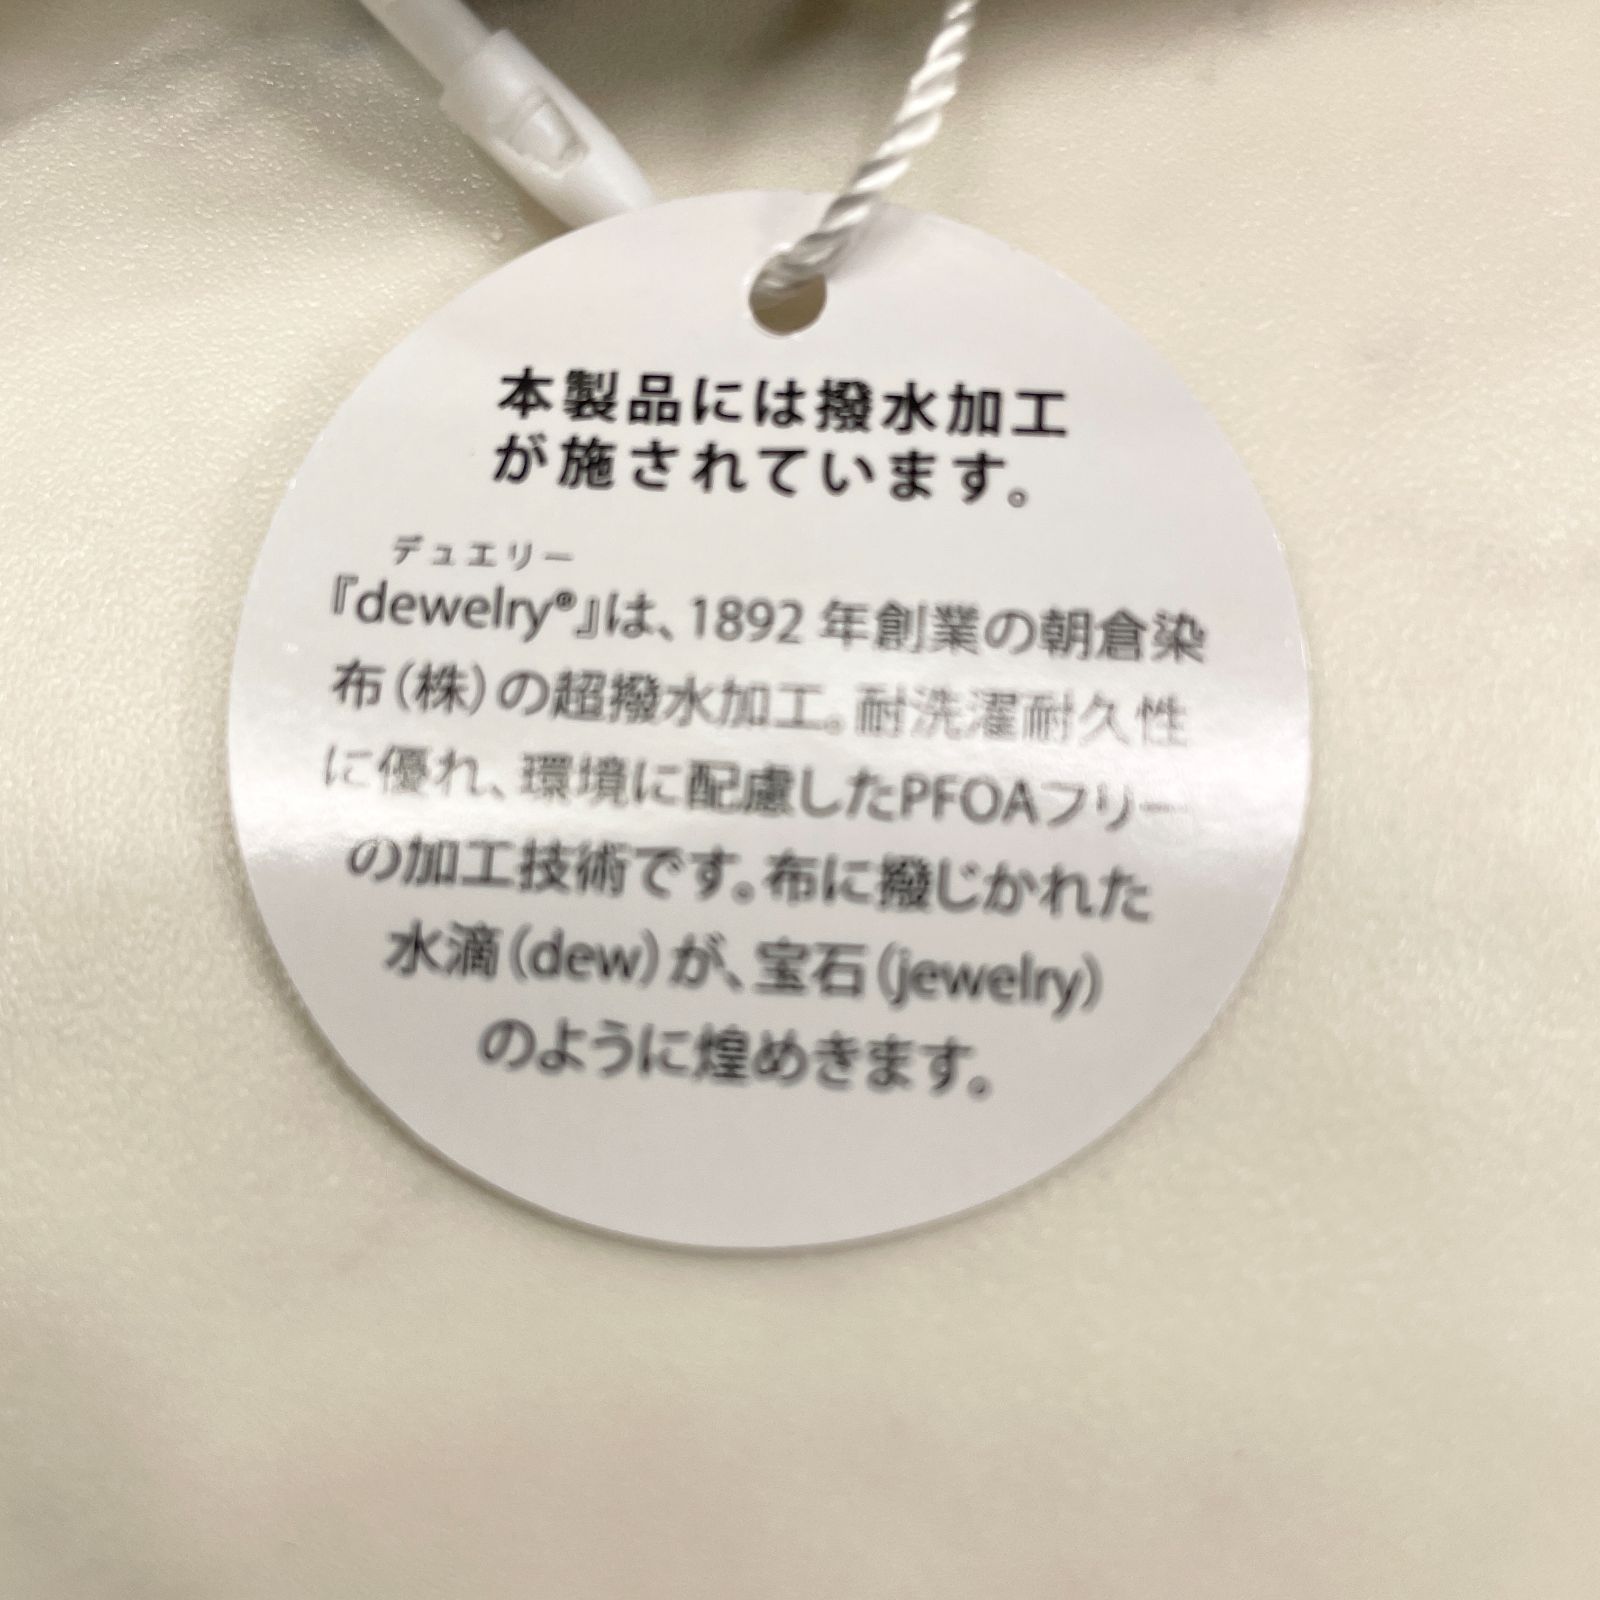 本製品には撥水加工
が施されています。
デュエリー
『dewelry®』は、1892年創業の朝倉染
布（株）の超撥水加工。耐洗濯耐久性
に優れ、環境に配慮したPFOAフリー
の加工技術です。布に撥じかれた
水滴（dew）が、宝石（jewelry）
のように煌めきます。